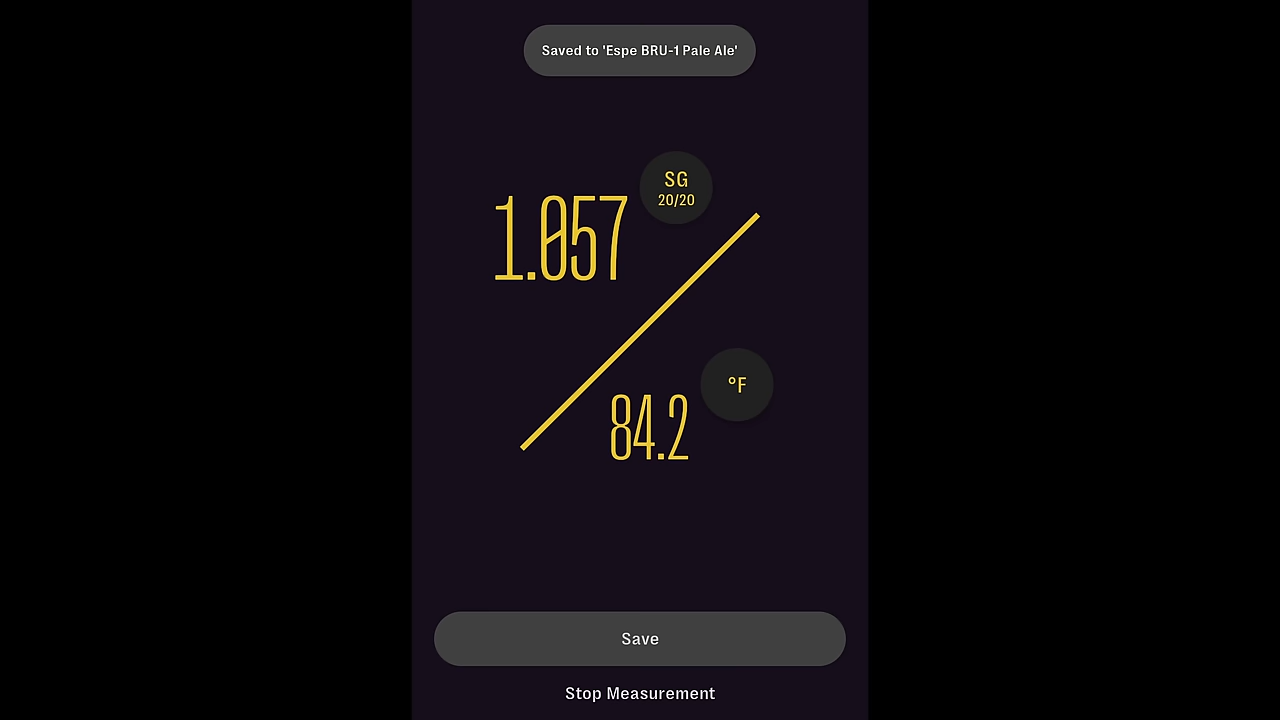 Saved to 'Espe BRU-1 Pale Ale'
1.057
SG
20/20
84.2
°F
Save
Stop Measurement